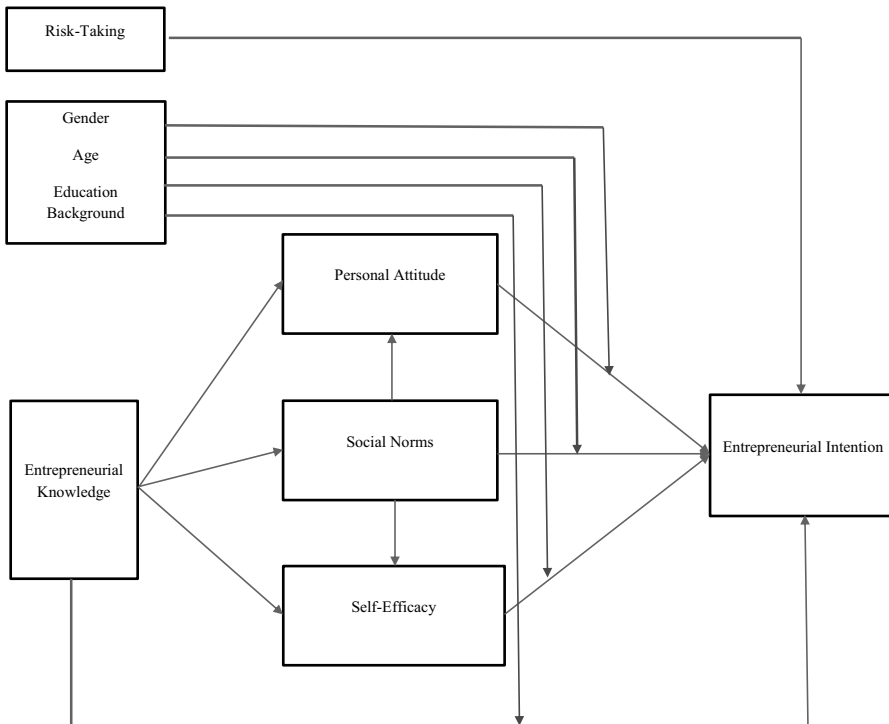 Risk-Taking
Gender
Age
Education
Background
Personal Attitude
Social Norms
Entrepreneurial Intention
Entrepreneurial
Knowledge
Self-Efficacy